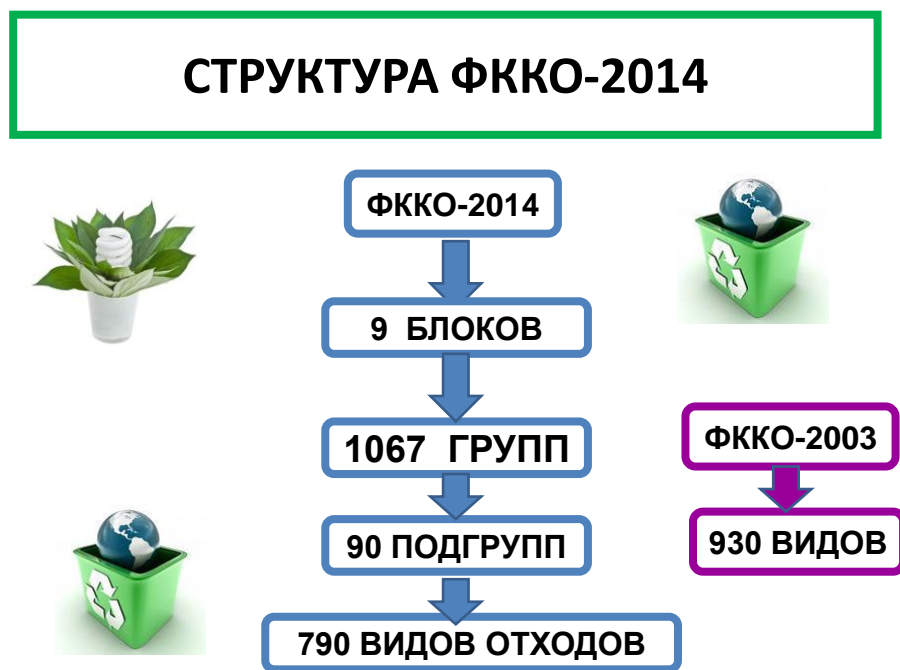 СТРУКТУРА ФККО-2014
ФККО-2014
9 БЛОКОВ
1067 ГРУПП
90 ПОДГРУПП
790 ВИДОВ ОТХОДОВ
ФККО-2003
930 ВИДОВ